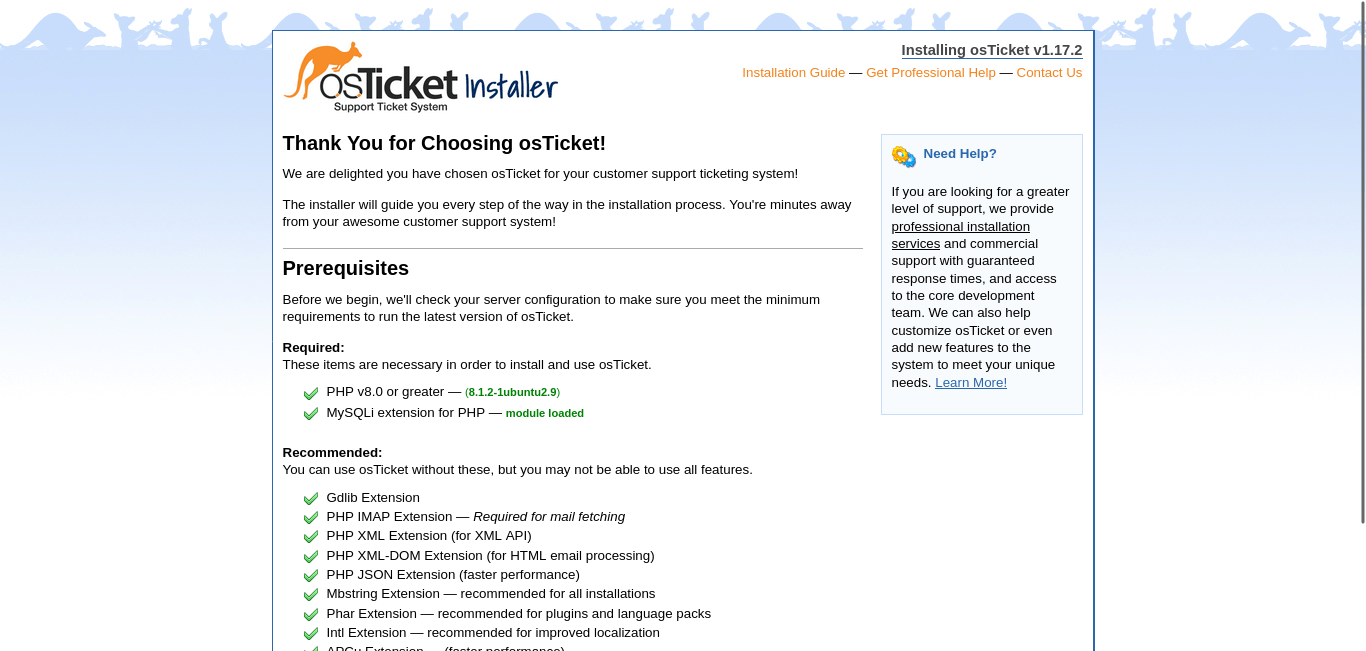 osTicket Installer
Support Ticket System
Installing osTicket v1.17.2
Installation Guide — Get Professional Help — Contact Us
Thank You for Choosing osTicket!
We are delighted you have chosen osTicket for your customer support ticketing system!
The installer will guide you every step of the way in the installation process. You're minutes away
from your awesome customer support system!
Prerequisites
Before we begin, we'll check your server configuration to make sure you meet the minimum
requirements to run the latest version of osTicket.
Required:
These items are necessary in order to install and use osTicket.
PHP v8.0 or greater — (8.1.2-1ubuntu2.9)
MySQLi extension for PHP — module loaded
Recommended:
You can use osTicket without these, but you may not be able to use all features.
Gdlib Extension
PHP IMAP Extension — Required for mail fetching
PHP XML Extension (for XML API)
PHP XML-DOM Extension (for HTML email processing)
PHP JSON Extension (faster performance)
Mbstring Extension — recommended for all installations
Phar Extension — recommended for plugins and language packs
Intl Extension — recommended for improved localization
APCu Extension — (faster performance)
Need Help?
If you are looking for a greater
level of support, we provide
professional installation
services and commercial
support with guaranteed
response times, and access
to the core development
team. We can also help
customize osTicket or even
add new features to the
system to meet your unique
needs. Learn More!